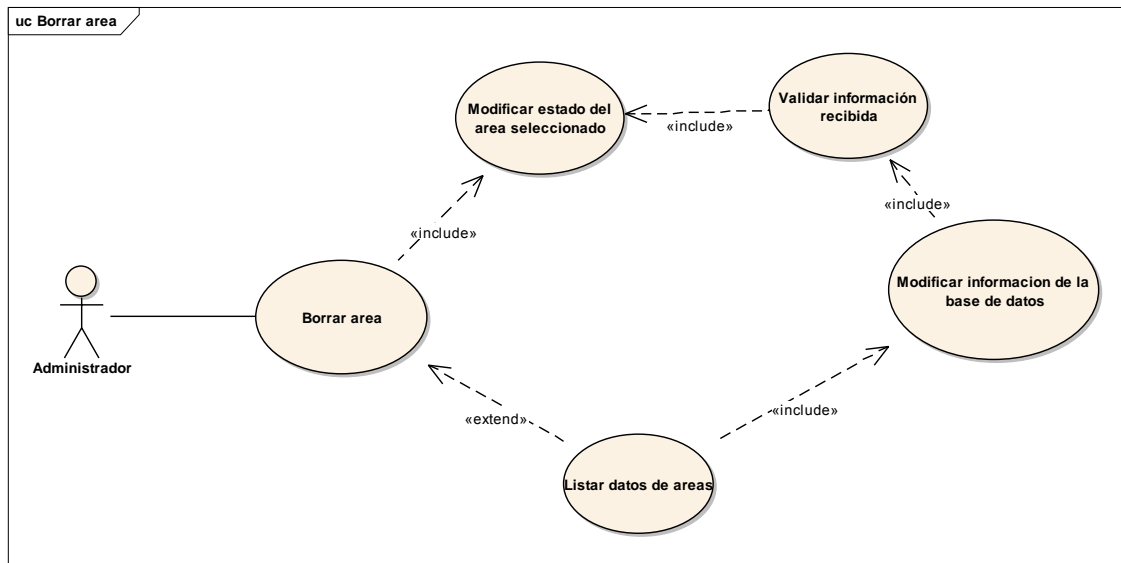 uc Borrar area
Modificar estado del
area seleccionado
Validar información
recibida
«include»
«include»
«include»
Modificar informacion de la
base de datos
Borrar area
Administrador
«extend»
«include»
Listar datos de areas